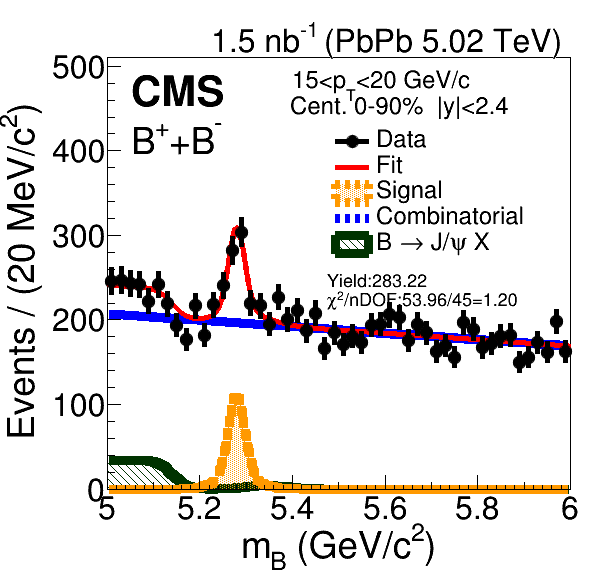 1.5 nb⁻¹ (PbPb 5.02 TeV)
500
400
300
200
100
0
Events / (20 MeV/c²)
CMS
B⁺+B⁻
15<p_T<20 GeV/c
Cent. 0-90% |y|<2.4
Data
Fit
Signal
Combinatorial
B → J/ψ X
Yield:283.22
χ²/nDOF:53.96/45=1.20
5 5.2 5.4 5.6 5.8 6
m_B (GeV/c²)